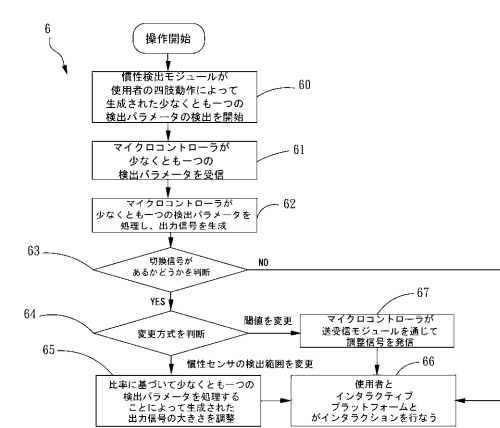 6
操作開始
60
慣性検出モジュールが
使用者の四肢動作によって
生成された少なくとも一つの
検出パラメータの検出を開始
61
マイクロコントローラが
少なくとも一つの
検出パラメータを受信
62
マイクロコントローラが
少なくとも一つの検出パラメータを
処理し、出力信号を生成
63
切換信号が
あるかどうかを判断
NO
YES
64
変更方式を判断
閾値を変更
67
マイクロコントローラが
送受信モジュールを通じて
調整信号を発信
慣性センサの検出範囲を変更
65
比率に基づいて少なくとも一つの
検出パラメータを処理する
ことによって生成された
出力信号の大きさを調整
66
使用者と
インタラクティブ
プラットフォームと
がインタラクションを行なう